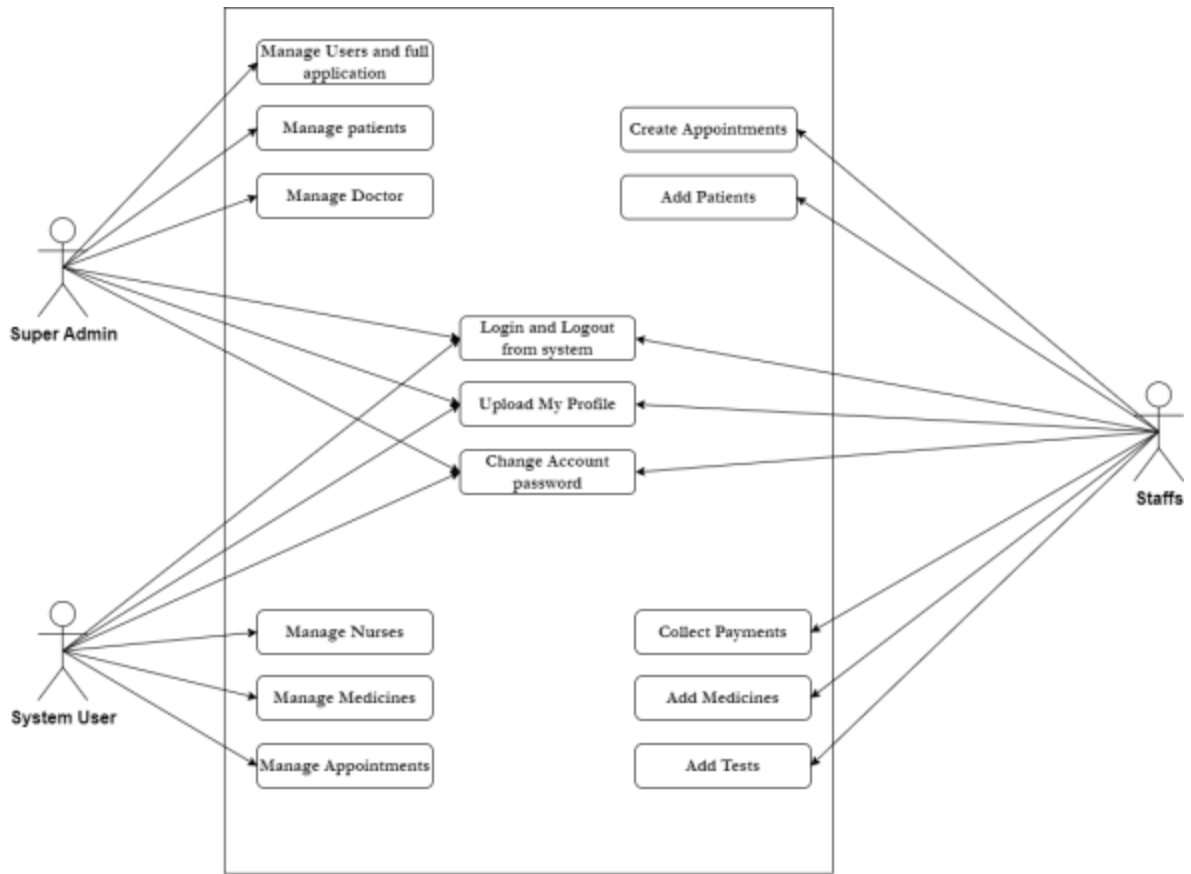 Manage Users and full
application
Manage patients
Create Appointments
Manage Doctor
Add Patients
Super Admin
Login and Logout
from system
Upload My Profile
Change Account
password
Staffs
Manage Nurses
Collect Payments
Manage Medicines
Add Medicines
System User
Manage Appointments
Add Tests